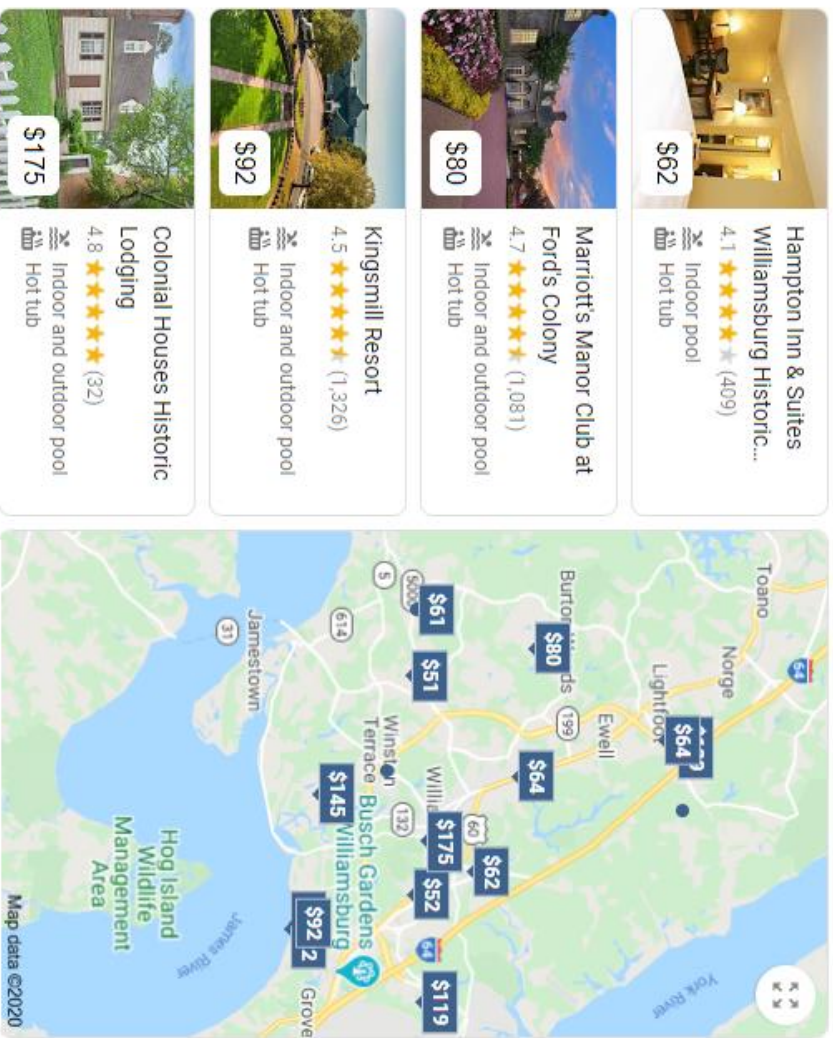 $62
Hampton Inn & Suites
Williamsburg Historic...
4.1 (409)
Indoor pool
Hot tub
$80
Marriott's Manor Club at
Ford's Colony
4.7 (1,081)
Indoor and outdoor pool
Hot tub
$92
Kingsmill Resort
4.5 (1,326)
Indoor and outdoor pool
Hot tub
$175
Colonial Houses Historic
Lodging
4.8 (32)
Indoor and outdoor pool
Hot tub
64
Toano
Norge
Lightfoot
$64
Ewell
York River
$80
199
$64
60
$62
$61
5
$51
$175
$52
64
$119
614
Winston
Terrace
132
Busch Gardens
Williamsburg
$145
$92
Grove
Jamestown
31
James River
Hog Island
Wildlife
Management
Area
Map data ©2020